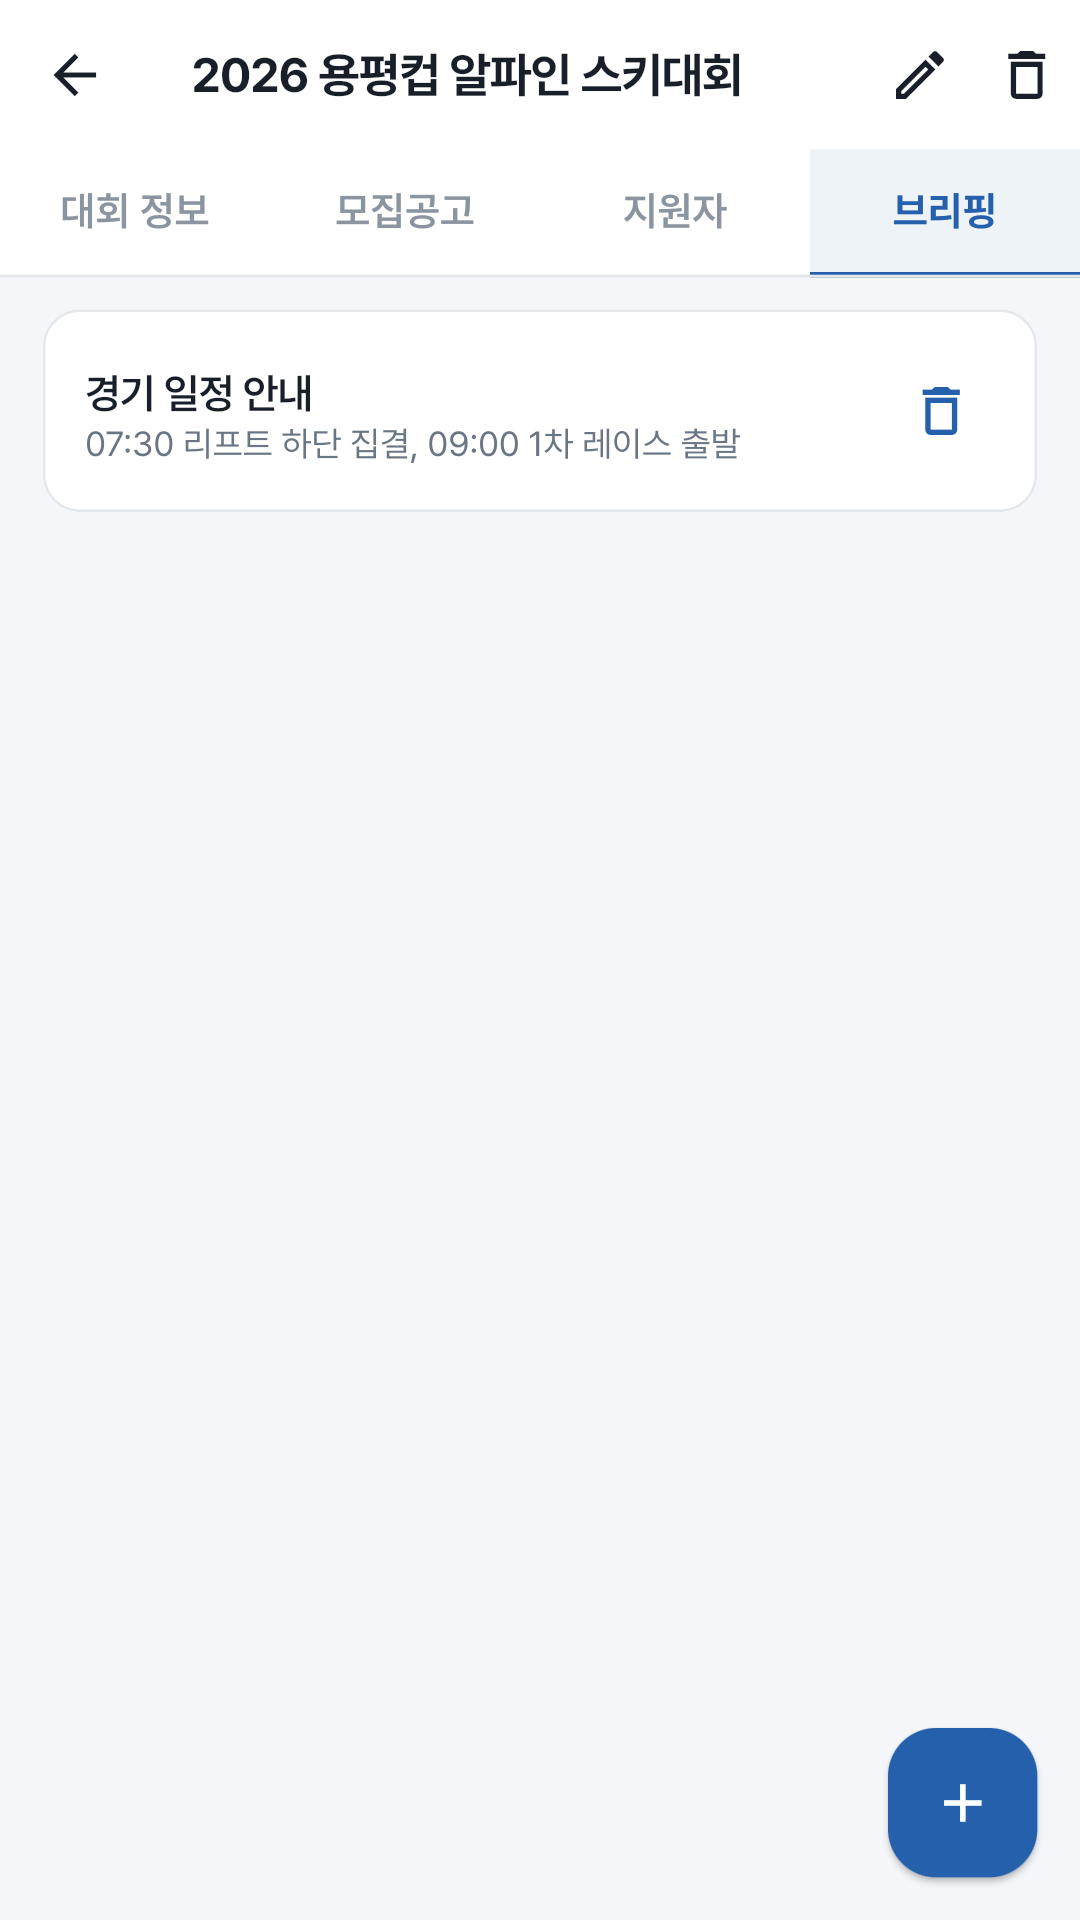 2026 용평컵 알파인 스키대회
대회 정보
모집공고
지원자
브리핑
경기 일정 안내
07:30 리프트 하단 집결, 09:00 1차 레이스 출발